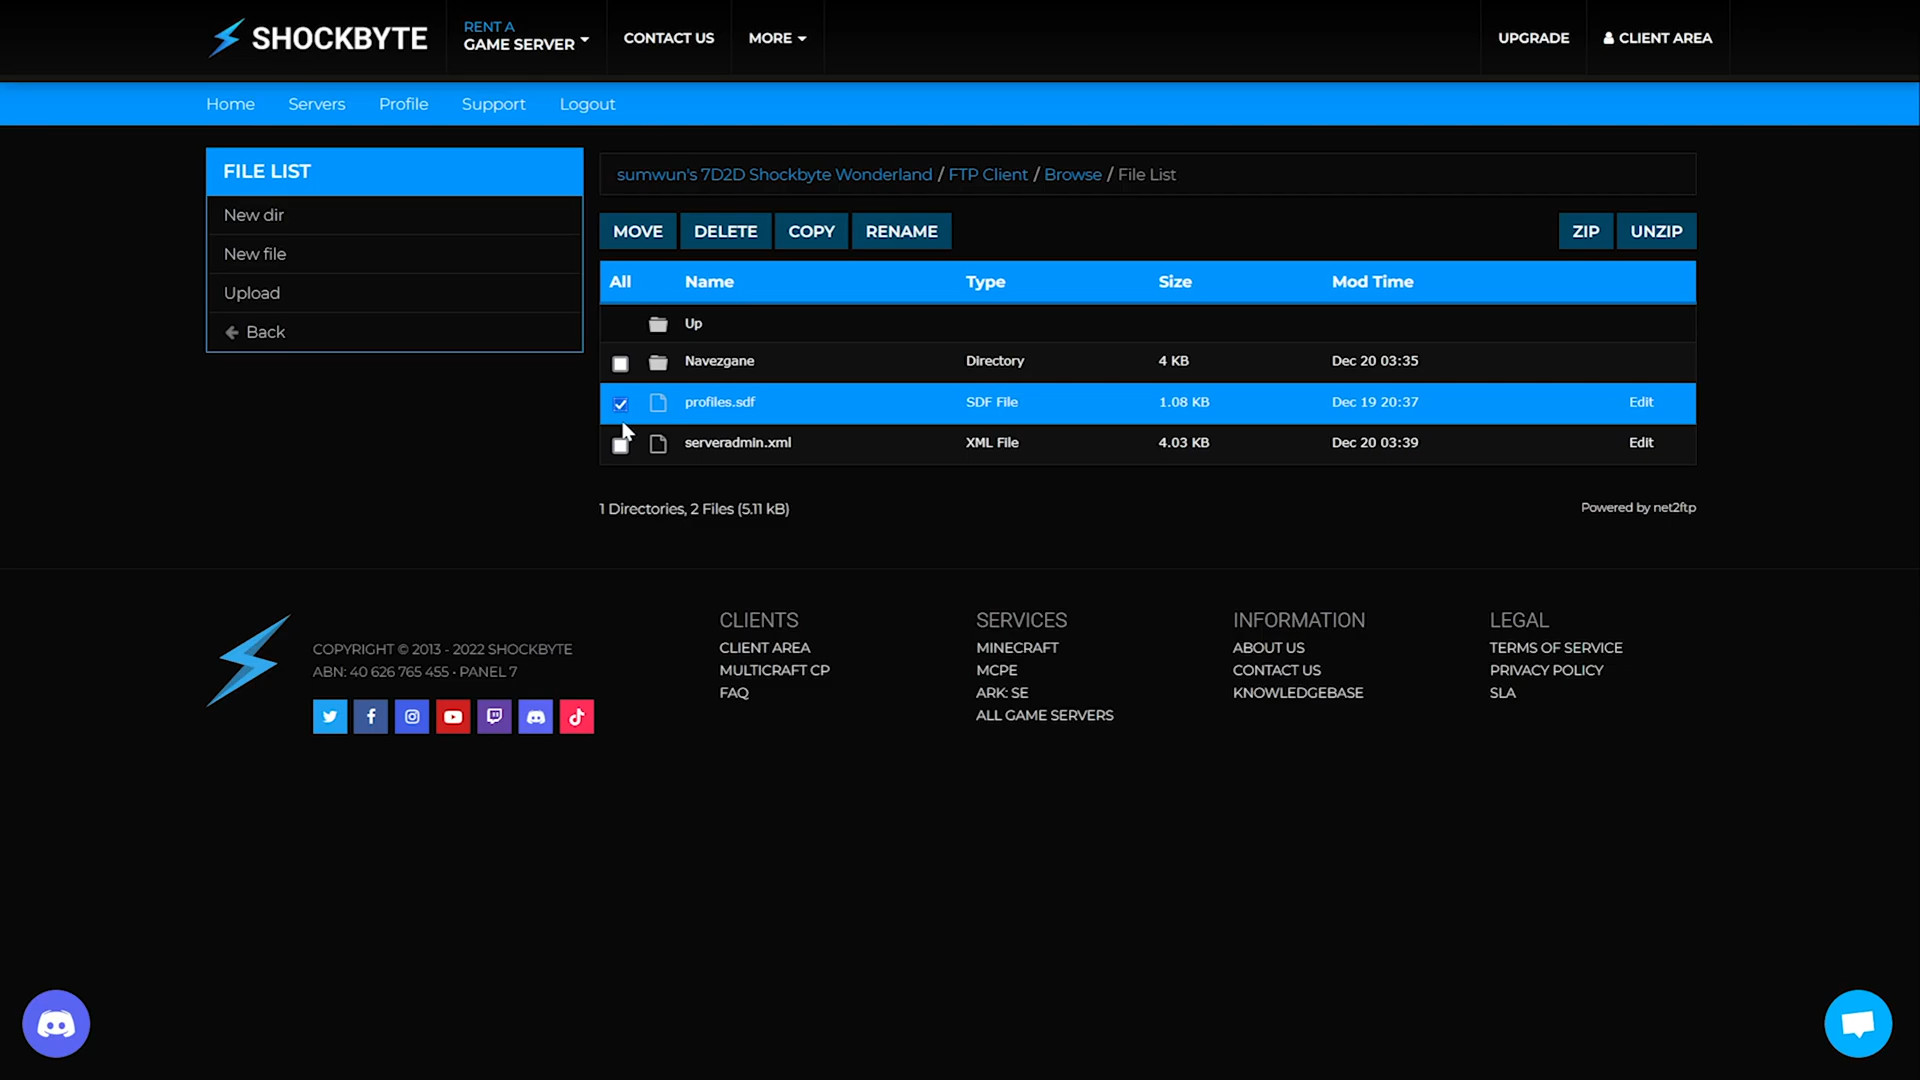 SHOCKBYTE
RENT A
GAME SERVER
CONTACT US
MORE
UPGRADE
CLIENT AREA
Home
Servers
Profile
Support
Logout
FILE LIST
New dir
New file
Upload
Back
sumwun's 7D2D Shockbyte Wonderland / FTP Client / Browse / File List
MOVE
DELETE
COPY
RENAME
ZIP
UNZIP
All Name Type Size Mod Time
Up
Navezgane Directory 4 KB Dec 20 03:35
profiles.sdf SDF File 1.08 KB Dec 19 20:37 Edit
serveradmin.xml XML File 4.03 KB Dec 20 03:39 Edit
1 Directories, 2 Files (5.11 kB)
Powered by net2ftp
COPYRIGHT © 2013 - 2022 SHOCKBYTE
ABN: 40 626 765 455 · PANEL 7
CLIENTS
CLIENT AREA
MULTICRAFT CP
FAQ
SERVICES
MINECRAFT
MCPE
ARK: SE
ALL GAME SERVERS
INFORMATION
ABOUT US
CONTACT US
KNOWLEDGEBASE
LEGAL
TERMS OF SERVICE
PRIVACY POLICY
SLA